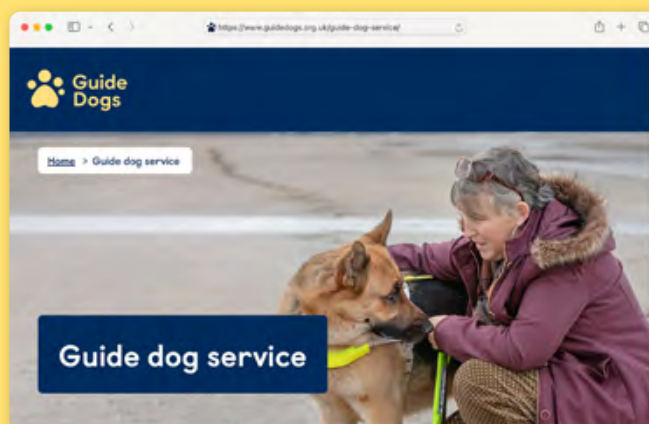 https://www.guidedogs.org.uk/guide-dog-service/
Guide
Dogs
Home > Guide dog service
Guide dog service